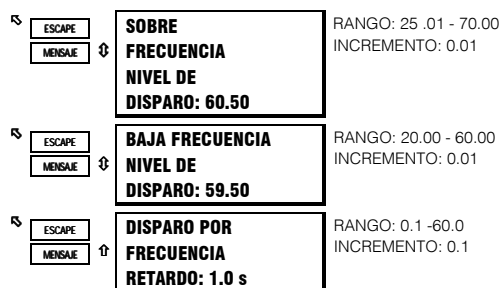 ESCAPE
MENSAJE
SOBRE
FRECUENCIA
NIVEL DE
DISPARO: 60.50
RANGO: 25 .01 - 70.00
INCREMENTO: 0.01
ESCAPE
MENSAJE
BAJA FRECUENCIA
NIVEL DE
DISPARO: 59.50
RANGO: 20.00 - 60.00
INCREMENTO: 0.01
ESCAPE
MENSAJE
DISPARO POR
FRECUENCIA
RETARDO: 1.0 s
RANGO: 0.1 -60.0
INCREMENTO: 0.1